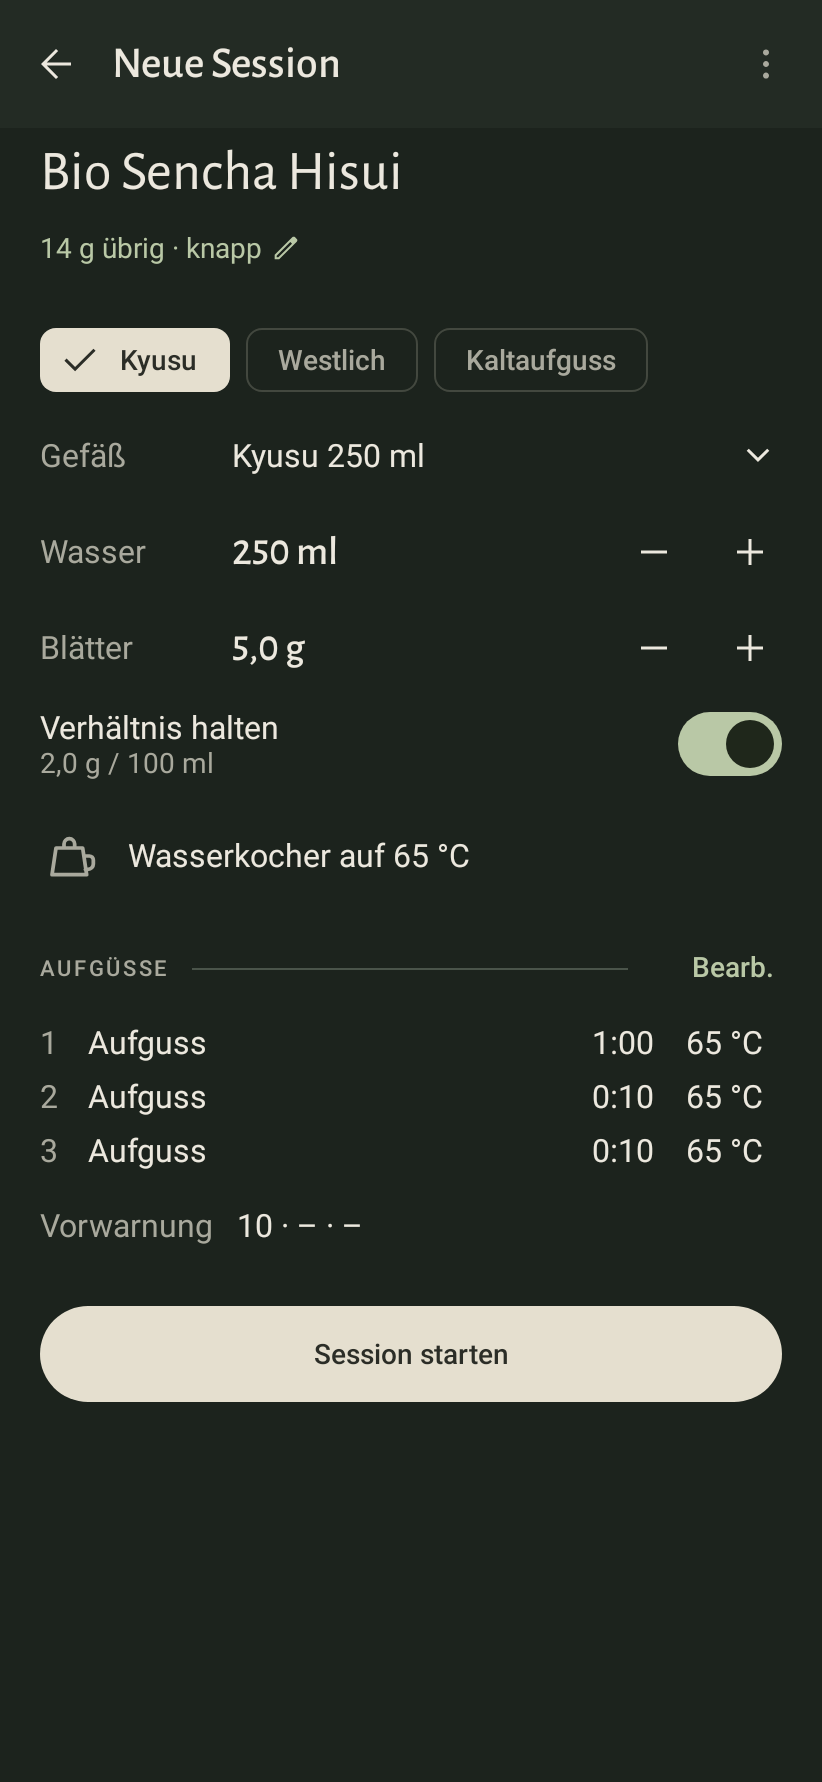 Neue Session
Bio Sencha Hisui
14 g übrig · knapp
Kyusu Westlich Kaltaufguss
Gefäß Kyusu 250 ml
Wasser 250 ml
Blätter 5,0 g
Verhältnis halten
2,0 g / 100 ml
Wasserkocher auf 65 °C
AUFGÜSSE Bearb.
1 Aufguss 1:00 65 °C
2 Aufguss 0:10 65 °C
3 Aufguss 0:10 65 °C
Vorwarnung 10 · – · –
Session starten